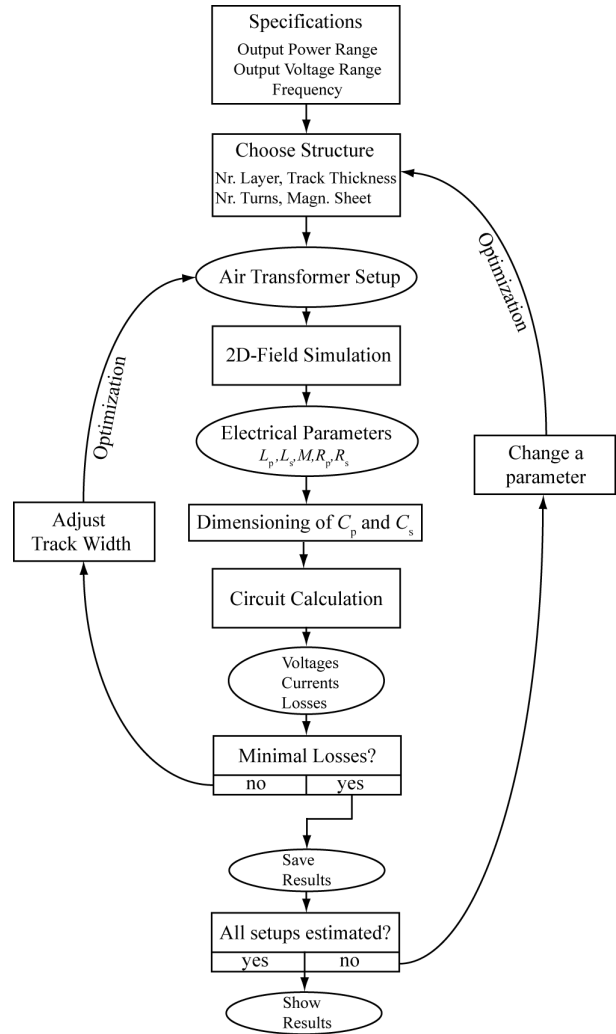 Specifications
Output Power Range
Output Voltage Range
Frequency
Choose Structure
Nr. Layer, Track Thickness
Nr. Turns, Magn. Sheet
Air Transformer Setup
Optimization
Optimization
2D-Field Simulation
Electrical Parameters
Lp,Ls,M,Rp,Rs
Change a
parameter
Adjust
Track Width
Dimensioning of Cp and Cs
Circuit Calculation
Voltages
Currents
Losses
Minimal Losses?
no yes
Save
Results
All setups estimated?
yes no
Show
Results